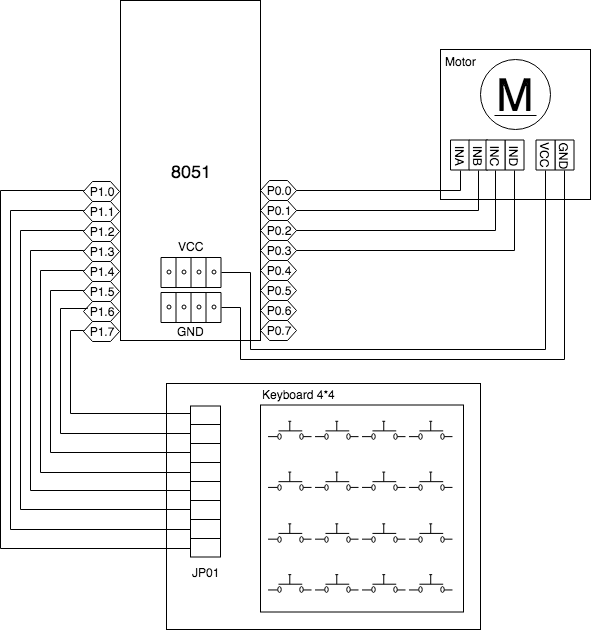 Motor
M
INA
INB
INC
IND
VCC
GND
8051
P1.0
P1.1
P1.2
P1.3
P1.4
P1.5
P1.6
P1.7
P0.0
P0.1
P0.2
P0.3
P0.4
P0.5
P0.6
P0.7
VCC
GND
Keyboard 4*4
JP01